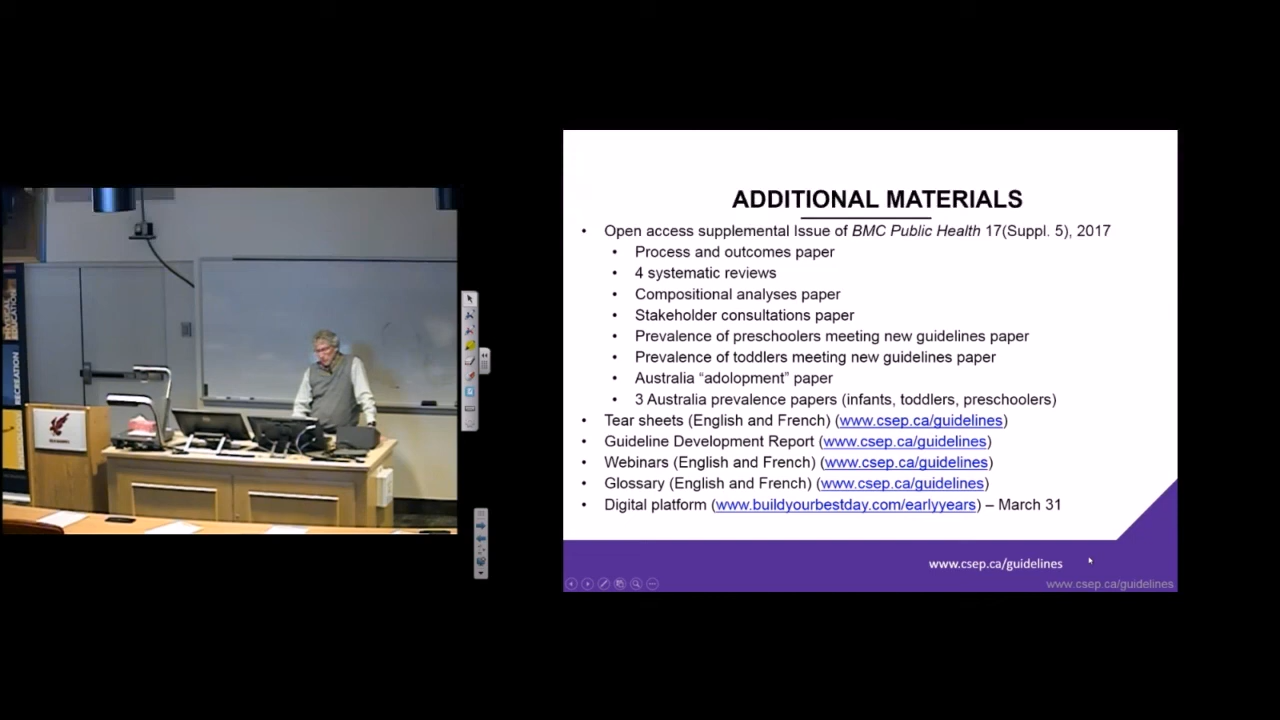 PHYSICAL
EDUCATION
RECREATION
ADDITIONAL MATERIALS
• Open access supplemental Issue of BMC Public Health 17(Suppl. 5), 2017
• Process and outcomes paper
• 4 systematic reviews
• Compositional analyses paper
• Stakeholder consultations paper
• Prevalence of preschoolers meeting new guidelines paper
• Prevalence of toddlers meeting new guidelines paper
• Australia “adolopment” paper
• 3 Australia prevalence papers (infants, toddlers, preschoolers)
• Tear sheets (English and French) (www.csep.ca/guidelines)
• Guideline Development Report (www.csep.ca/guidelines)
• Webinars (English and French) (www.csep.ca/guidelines)
• Glossary (English and French) (www.csep.ca/guidelines)
• Digital platform (www.buildyourbestday.com/earlyyears) – March 31
www.csep.ca/guidelines
www.csep.ca/guidelines